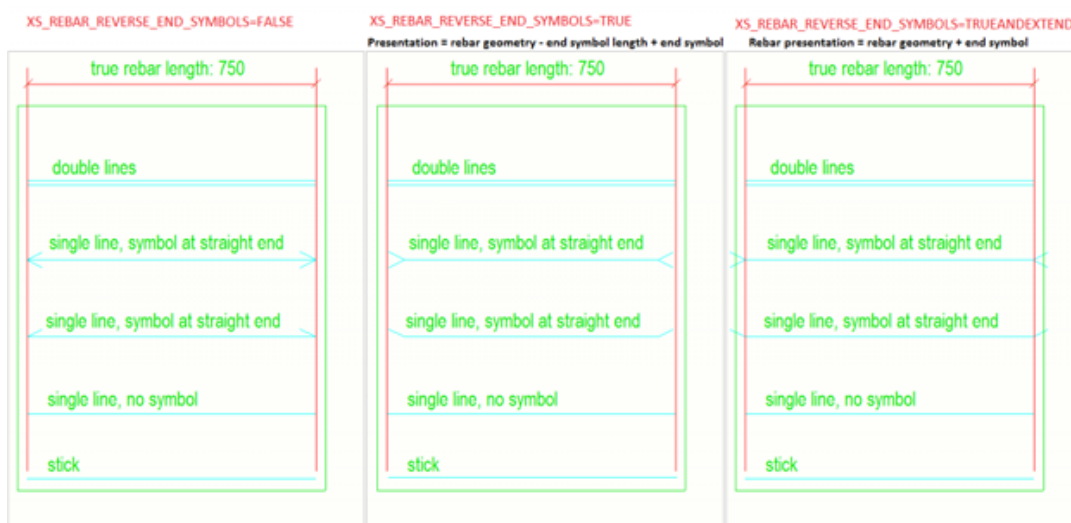 XS_REBAR_REVERSE_END_SYMBOLS=FALSE
true rebar length: 750
double lines
single line, symbol at straight end
single line, symbol at straight end
single line, no symbol
stick
XS_REBAR_REVERSE_END_SYMBOLS=TRUE
Presentation = rebar geometry - end symbol length + end symbol
true rebar length: 750
double lines
single line, symbol at straight end
single line, symbol at straight end
single line, no symbol
stick
XS_REBAR_REVERSE_END_SYMBOLS=TRUEANDEXTEND
Rebar presentation = rebar geometry + end symbol
true rebar length: 750
double lines
single line, symbol at straight end
single line, symbol at straight end
single line, no symbol
stick